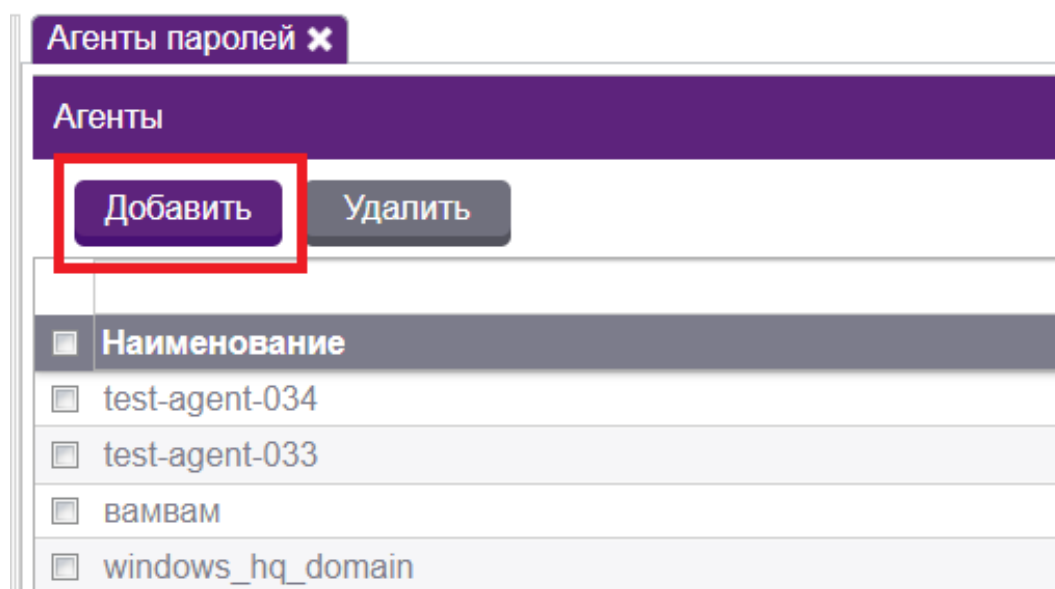 Агенты паролей
Агенты
Добавить Удалить
Наименование
test-agent-034
test-agent-033
вамвам
windows_hq_domain